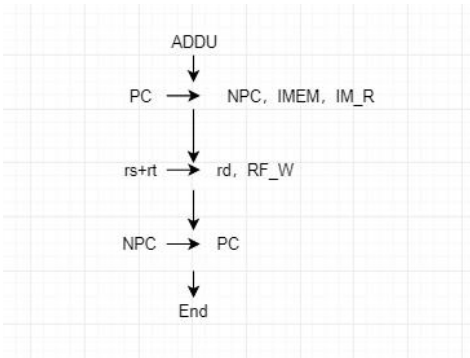 ADDU
PC → NPC, IMEM, IM_R
rs+rt → rd, RF_W
NPC → PC
End